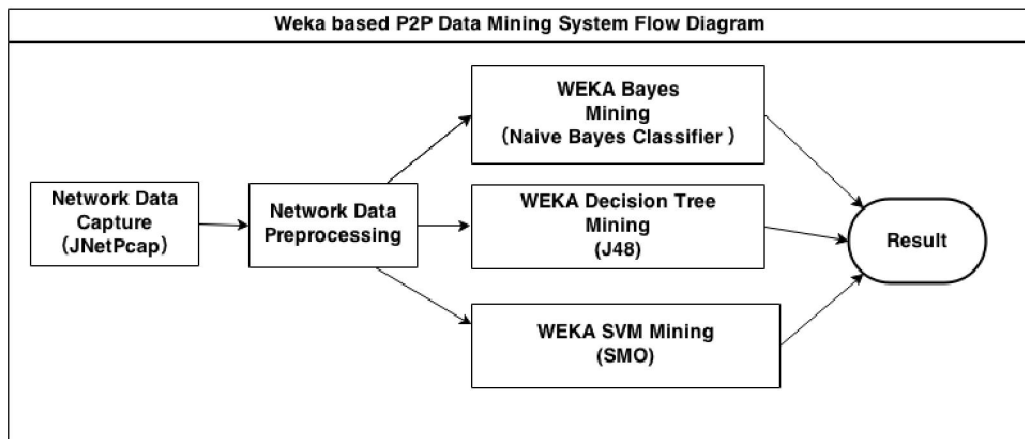 Weka based P2P Data Mining System Flow Diagram
WEKA Bayes
Mining
(Naive Bayes Classifier )
Network Data
Capture
(JNetPcap)
Network Data
Preprocessing
WEKA Decision Tree
Mining
(J48)
Result
WEKA SVM Mining
(SMO)